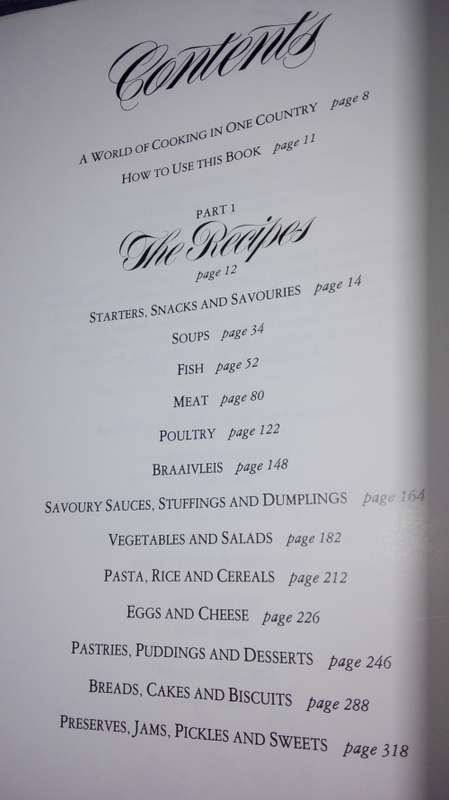 Contents
A WORLD OF COOKING IN ONE COUNTRY page 8
HOW TO USE THIS BOOK page 11
PART 1
The Recipes
page 12
STARTERS, SNACKS AND SAVOURIES page 14
SOUPS page 34
FISH page 52
MEAT page 80
POULTRY page 122
BRAAIVLEIS page 148
SAVOURY SAUCES, STUFFINGS AND DUMPLINGS page 164
VEGETABLES AND SALADS page 182
PASTA, RICE AND CEREALS page 212
EGGS AND CHEESE page 226
PASTRIES, PUDDINGS AND DESSERTS page 246
BREADS, CAKES AND BISCUITS page 288
PRESERVES, JAMS, PICKLES AND SWEETS page 318